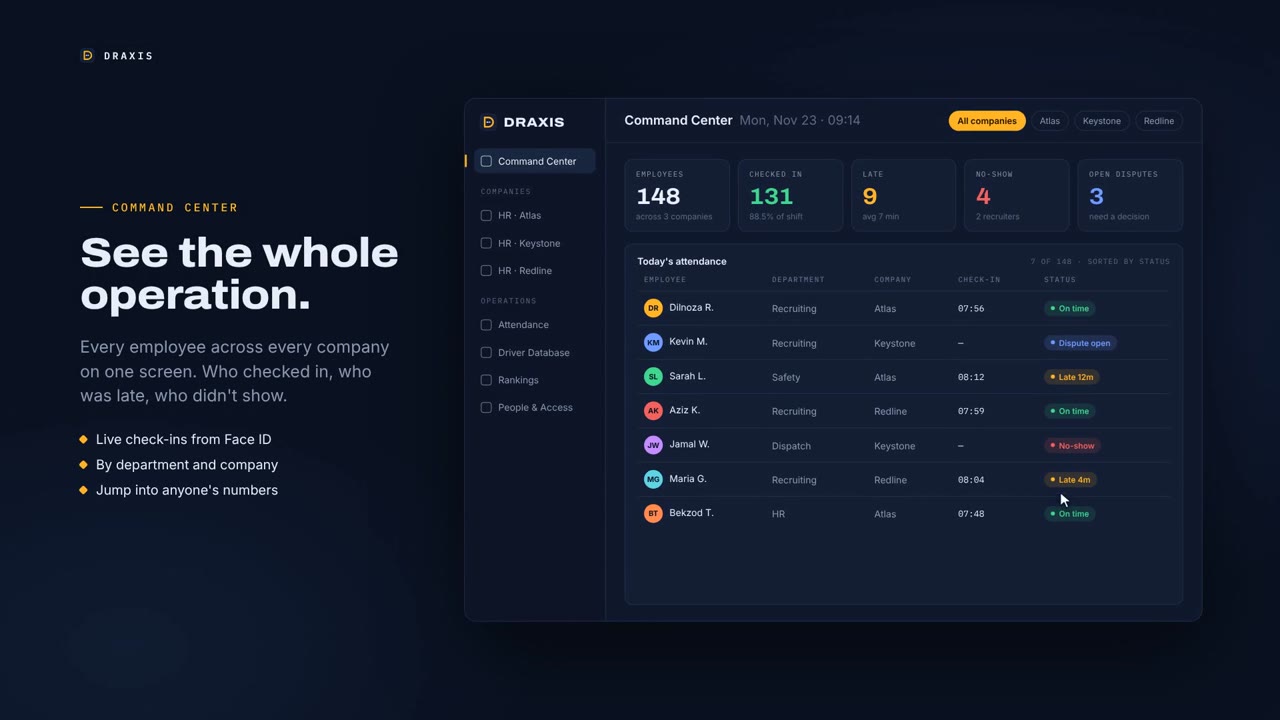 DRAXIS
COMMAND CENTER
See the whole
operation.
Every employee across every company
on one screen. Who checked in, who
was late, who didn't show.
Live check-ins from Face ID
By department and company
Jump into anyone's numbers
DRAXIS
Command Center
COMPANIES
HR · Atlas
HR · Keystone
HR · Redline
OPERATIONS
Attendance
Driver Database
Rankings
People & Access
Command Center Mon, Nov 23 · 09:14
All companies Atlas Keystone Redline
EMPLOYEES CHECKED IN LATE NO-SHOW OPEN DISPUTES
148 131 9 4 3
across 3 companies 88.5% of shift avg 7 min 2 recruiters need a decision
Today's attendance 7 OF 148 · SORTED BY STATUS
EMPLOYEE DEPARTMENT COMPANY CHECK-IN STATUS
DR Dilnoza R. Recruiting Atlas 07:56 On time
KM Kevin M. Recruiting Keystone – Dispute open
SL Sarah L. Safety Atlas 08:12 Late 12m
AK Aziz K. Recruiting Redline 07:59 On time
JW Jamal W. Dispatch Keystone – No-show
MG Maria G. Recruiting Redline 08:04 Late 4m
BT Bekzod T. HR Atlas 07:48 On time